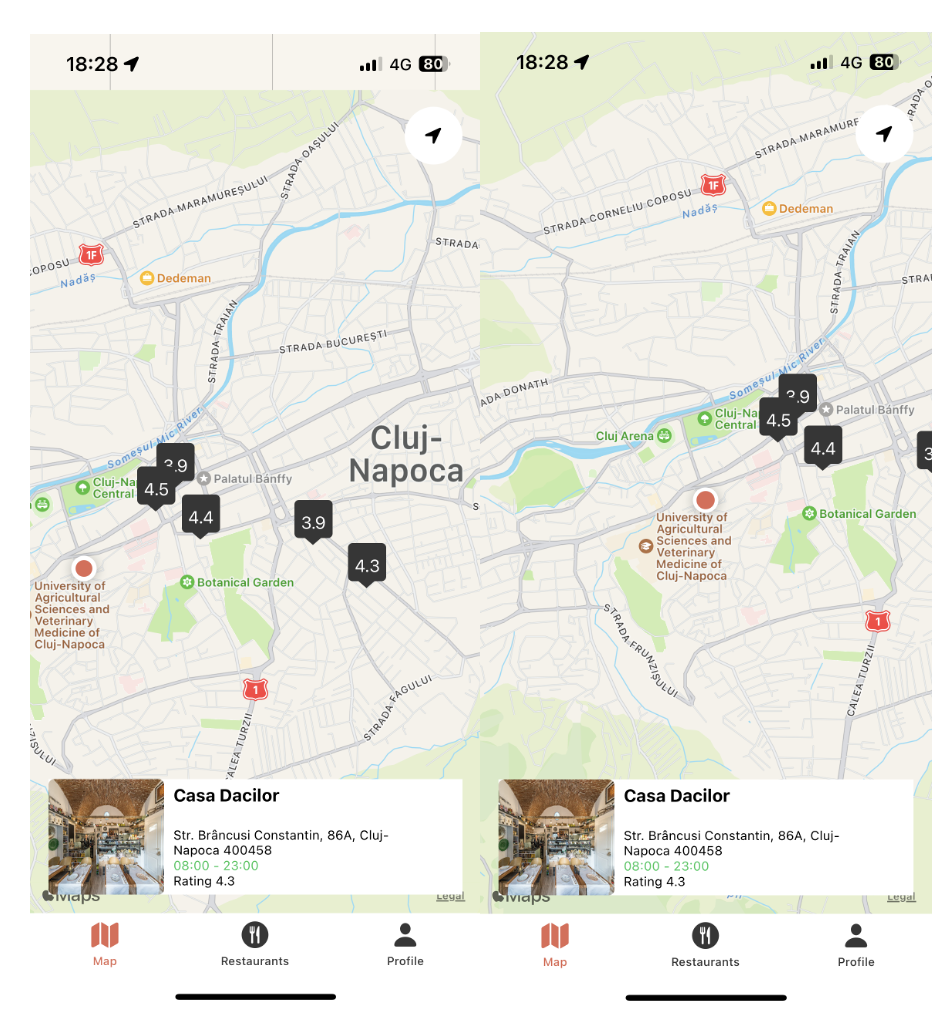 18:28
4G 80
STRADA OAȘULUI
STRADA MARAMUREȘULUI
STRADA
1F
COPOSU
Nadăș
Dedeman
STRADA TRAIAN
STRADA BUCUREȘTI
Someșul Mic River
Cluj-
Napoca
3.9
Palatul Bánffy
4.5
Central
4.4
3.9
S
4.3
Botanical Garden
University of
Agricultural
Sciences and
Veterinary
Medicine of
Cluj-Napoca
1
STRADA FAGULUI
CALEA TURZII
Casa Dacilor
Str. Brâncusi Constantin, 86A, Cluj-
Napoca 400458
08:00 - 23:00
Rating 4.3
Maps
Legal
Map
Restaurants
Profile
18:28
4G 80
STRADA MARAMURE
1F
STRADA CORNELIU COPOSU
Nadăș
Dedeman
STRADA TRAIAN
STRA
Someșul Mic River
ADA DONATH
3.9
Palatul Bánffy
4.5
Central
Cluj Arena
4.4
3
University of
Agricultural
Sciences and
Veterinary
Medicine of
Cluj-Napoca
Botanical Garden
STRADA FRUNZIȘULUI
1
CALEA TURZII
Casa Dacilor
Str. Brâncusi Constantin, 86A, Cluj-
Napoca 400458
08:00 - 23:00
Rating 4.3
Maps
Legal
Map
Restaurants
Profile